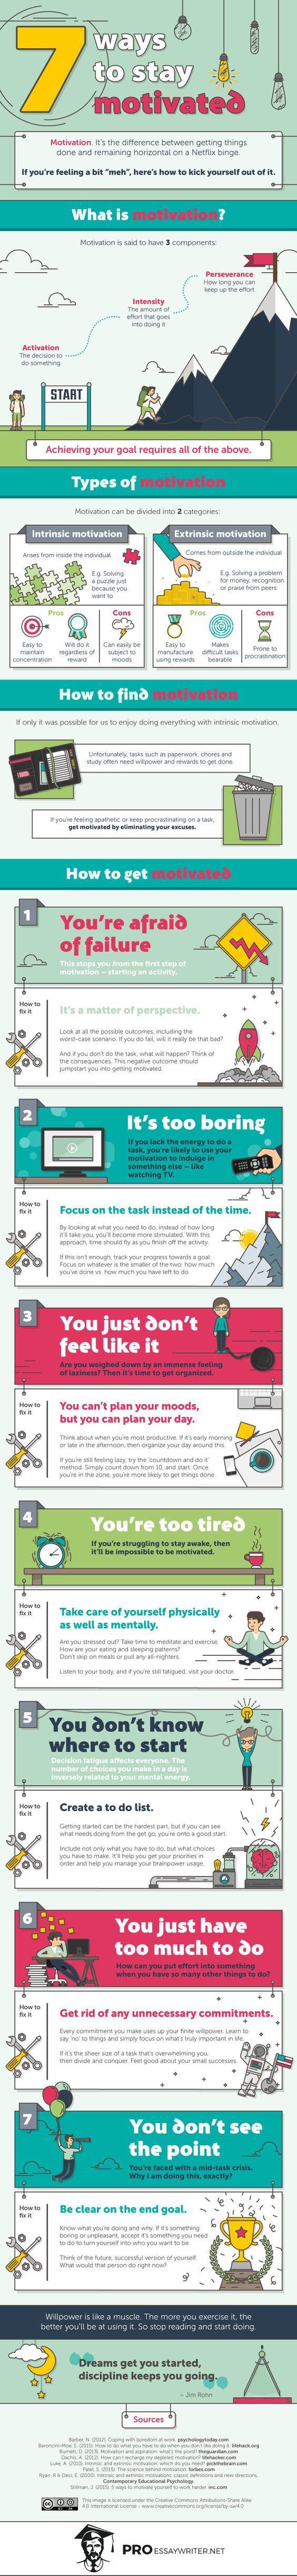 7 ways
to stay
motivated
Motivation. It's the difference between getting things
done and remaining horizontal on a Netflix binge.
If you're feeling a bit "meh", here's how to kick yourself out of it.
What is motivation?
Motivation is said to have 3 components:
Perseverance
How long you can
keep up the effort
Intensity
The amount of
effort that goes
into doing it
Activation
The decision to
do something
START
Achieving your goal requires all of the above.
Types of motivation
Motivation can be divided into 2 categories:
Intrinsic motivation
Arises from inside the individual
E.g. Solving
a puzzle just
because you
want to
Pros
Cons
Easy to
maintain
concentration
Will do it
regardless of
reward
Can easily be
subject to
moods
Extrinsic motivation
Comes from outside the individual
E.g. Solving a problem
for money, recognition
or praise from peers
Pros
Cons
Easy to
manufacture
using rewards
Makes
difficult tasks
bearable
Prone to
procrastination
How to find motivation
If only it was possible for us to enjoy doing everything with intrinsic motivation.
Unfortunately, tasks such as paperwork, chores and
study often need willpower and rewards to get done.
If you're feeling apathetic or keep procrastinating on a task,
get motivated by eliminating your excuses.
How to get motivated
1
You're afraid
of failure
This stops you from the first step of
motivation – starting an activity.
How to
fix it
It's a matter of perspective.
Look at all the possible outcomes, including the
worst-case scenario. If you do fail, will it really be that bad?
And if you don't do the task, what will happen? Think of
the consequences. This negative outcome should
jumpstart you into getting motivated.
2
It's too boring
If you lack the energy to do a
task, you're likely to use your
motivation to indulge in
something else – like
watching TV.
How to
fix it
Focus on the task instead of the time.
By looking at what you need to do, instead of how long
it'll take you, you'll become more stimulated. With this
approach, time should fly as you finish off the activity.
If this isn't enough, track your progress towards a goal.
Focus on whatever is the smaller of the two: how much
you've done vs. how much you have left to do.
3
You just don't
feel like it
Are you weighed down by an immense feeling
of laziness? Then it's time to get organized.
How to
fix it
You can't plan your moods,
but you can plan your day.
Think about when you're most productive. If it's early morning
or late in the afternoon, then organize your day around this.
If you're still feeling lazy, try the 'countdown and do it'
method. Simply count down from 10, and start. Once
you're in the zone, you're more likely to get things done.
4
You're too tired
If you're struggling to stay awake, then
it'll be impossible to be motivated.
How to
fix it
Take care of yourself physically
as well as mentally.
Are you stressed out? Take time to meditate and exercise.
How are your eating and sleeping patterns?
Don't skip on meals or pull any all-nighters.
Listen to your body, and if you're still fatigued, visit your doctor.
5
You don't know
where to start
Decision fatigue affects everyone. The
number of choices you make in a day is
inversely related to your mental energy.
How to
fix it
Create a to do list.
Getting started can be the hardest part, but if you can see
what needs doing from the get go, you're onto a good start.
Include not only what you have to do, but what choices
you have to make. It'll help you get your priorities in
order and help you manage your brainpower usage.
6
You just have
too much to do
How can you put effort into something
when you have so many other things to do?
How to
fix it
Get rid of any unnecessary commitments.
Every commitment you make uses up your finite willpower. Learn to
say 'no' to things and simply focus on what's truly important in life.
If it's the sheer size of a task that's overwhelming you,
then divide and conquer. Feel good about your small successes.
7
You don't see
the point
You're faced with a mid-task crisis.
Why I am doing this, exactly?
How to
fix it
Be clear on the end goal.
Know what you're doing and why. If it's something
boring or unpleasant, accept it's something you need
to do to turn yourself into who you want to be.
Think of the future, successful version of yourself.
What would that person do right now?
Willpower is like a muscle. The more you exercise it, the
better you'll be at using it. So stop reading and start doing.
Dreams get you started,
discipline keeps you going.
– Jim Rohn
Sources
Barber, N. (2012). Coping with boredom at work. psychologytoday.com
Baroncini-Moe, S. (2015). How to do what you have to do when you don't like doing it. lifehack.org
Burnett, D. (2013). Motivation and aspiration: what's the point? theguardian.com
Dachis, A. (2012). How can I recharge my depleted motivation? lifehacker.com
Luke, A. (2010). Intrinsic and extrinsic motivation - which do you need? pickthebrain.com
Patel, S. (2015). The science behind motivation. forbes.com
Ryan, R & Deci, E. (2000). Intrinsic and extrinsic motivations: classic definitions and new directions.
Contemporary Educational Psychology.
Stillman, J. (2015). 5 ways to motivate yourself to work harder. inc.com
This image is licensed under the Creative Commons Attributions-Share Alike
4.0 International License - www.creativecommons.org/license/by-sa/4.0
PRO ESSAYWRITER.NET